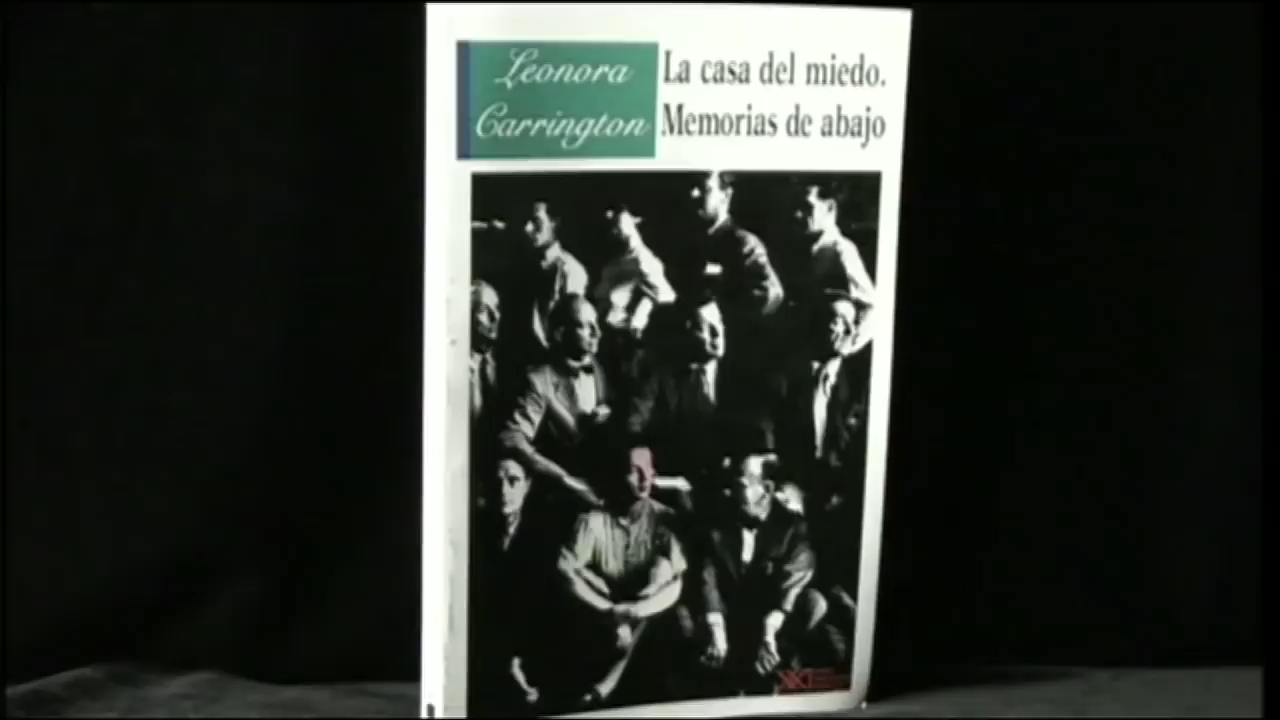 Leonora
Carrington
La casa del miedo.
Memorias de abajo